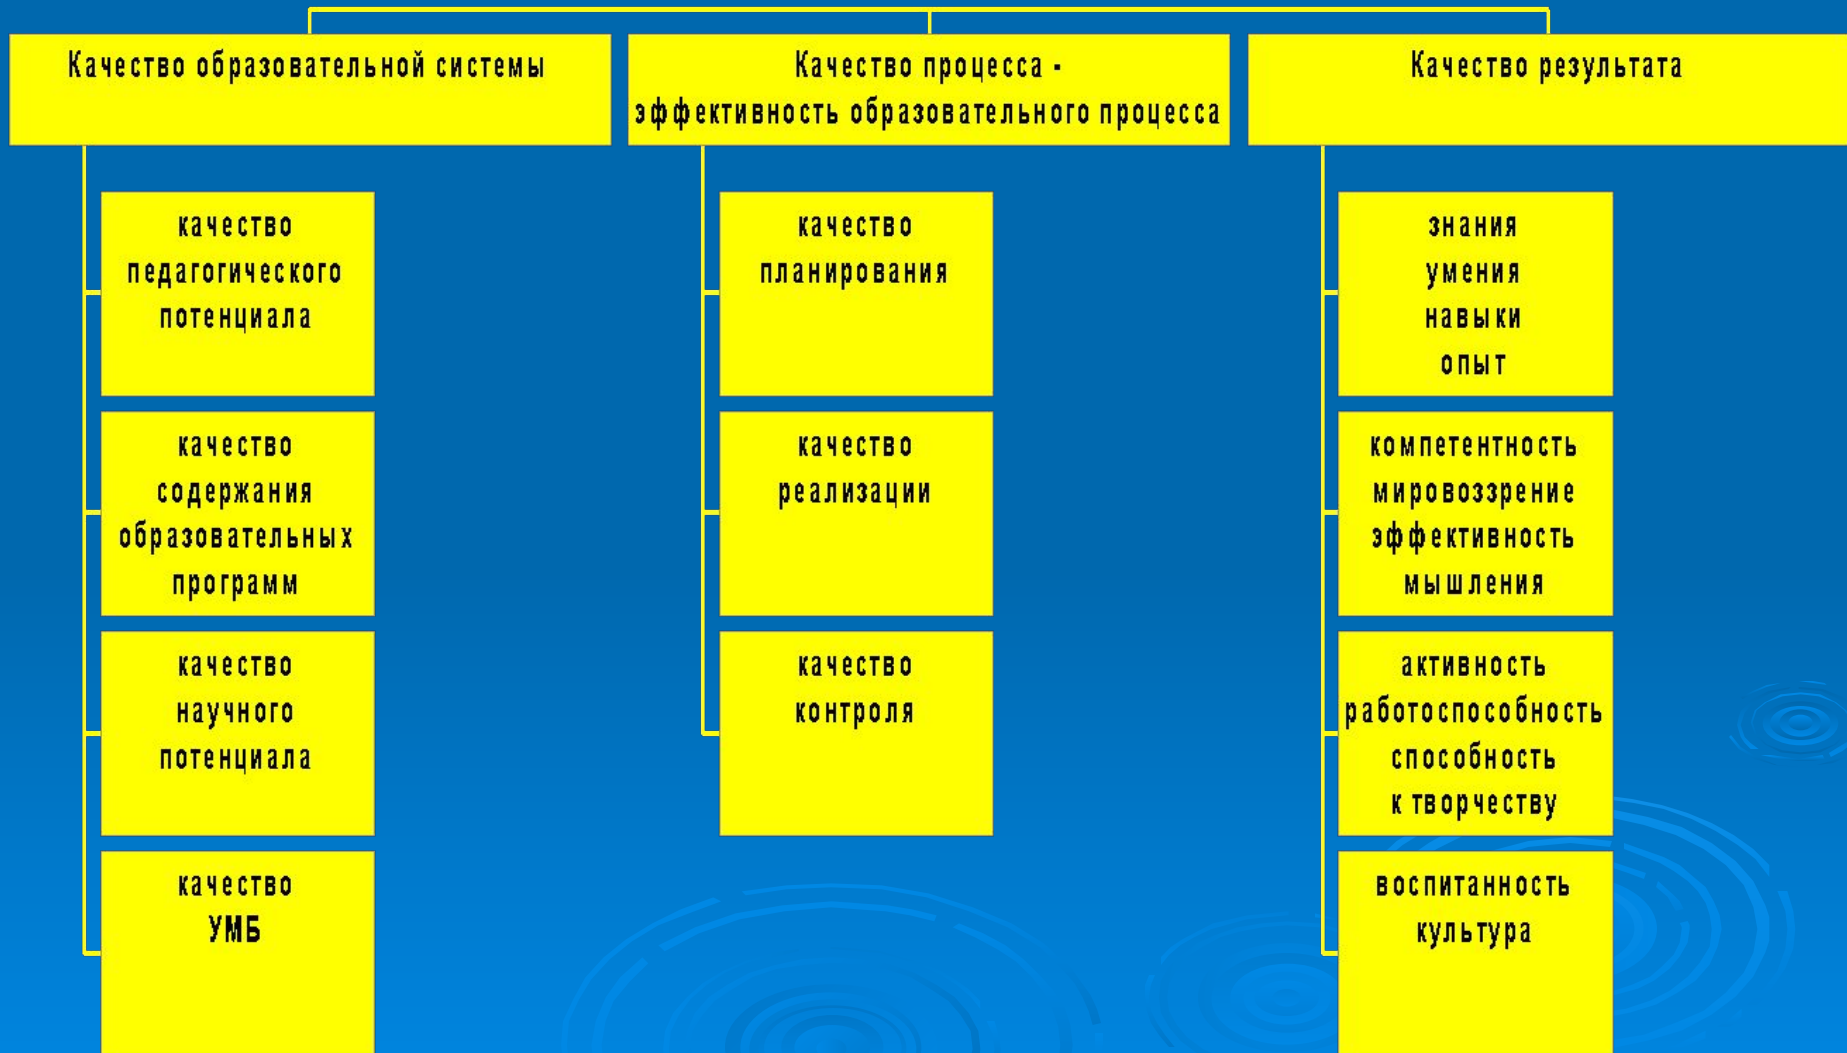 Качество образовательной системы
Качество процесса -
эффективность образовательного процесса
Качество результата
качество
педагогического
потенциала
качество
содержания
образовательных
программ
качество
научного
потенциала
качество
УМБ
качество
планирования
качество
реализации
качество
контроля
знания
умения
навыки
опыт
компетентность
мировоззрение
эффективность
мышления
активность
работоспособность
способность
к творчеству
воспитанность
культура